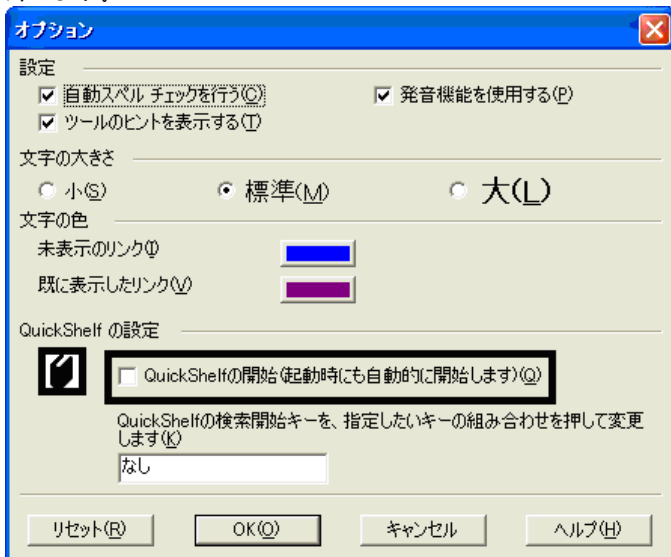 オプション
設定
自動スペル チェックを行う(C)
発音機能を使用する(P)
ツールのヒントを表示する(T)
文字の大きさ
小(S)
標準(M)
大(L)
文字の色
未表示のリンク(I)
既に表示したリンク(V)
QuickShelf の設定
QuickShelfの開始(起動時にも自動的に開始します)(Q)
QuickShelfの検索開始キーを、指定したいキーの組み合わせを押して変更
します(K)
なし
リセット(R)
OK(O)
キャンセル
ヘルプ(H)